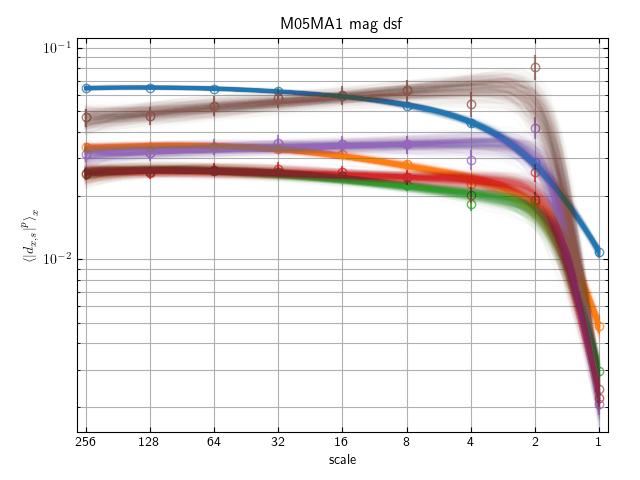 M05MA1 mag dsf
10⁻¹
10⁻²
⟨|d_{x,s}|^p⟩_x
256 128 64 32 16 8 4 2 1
scale